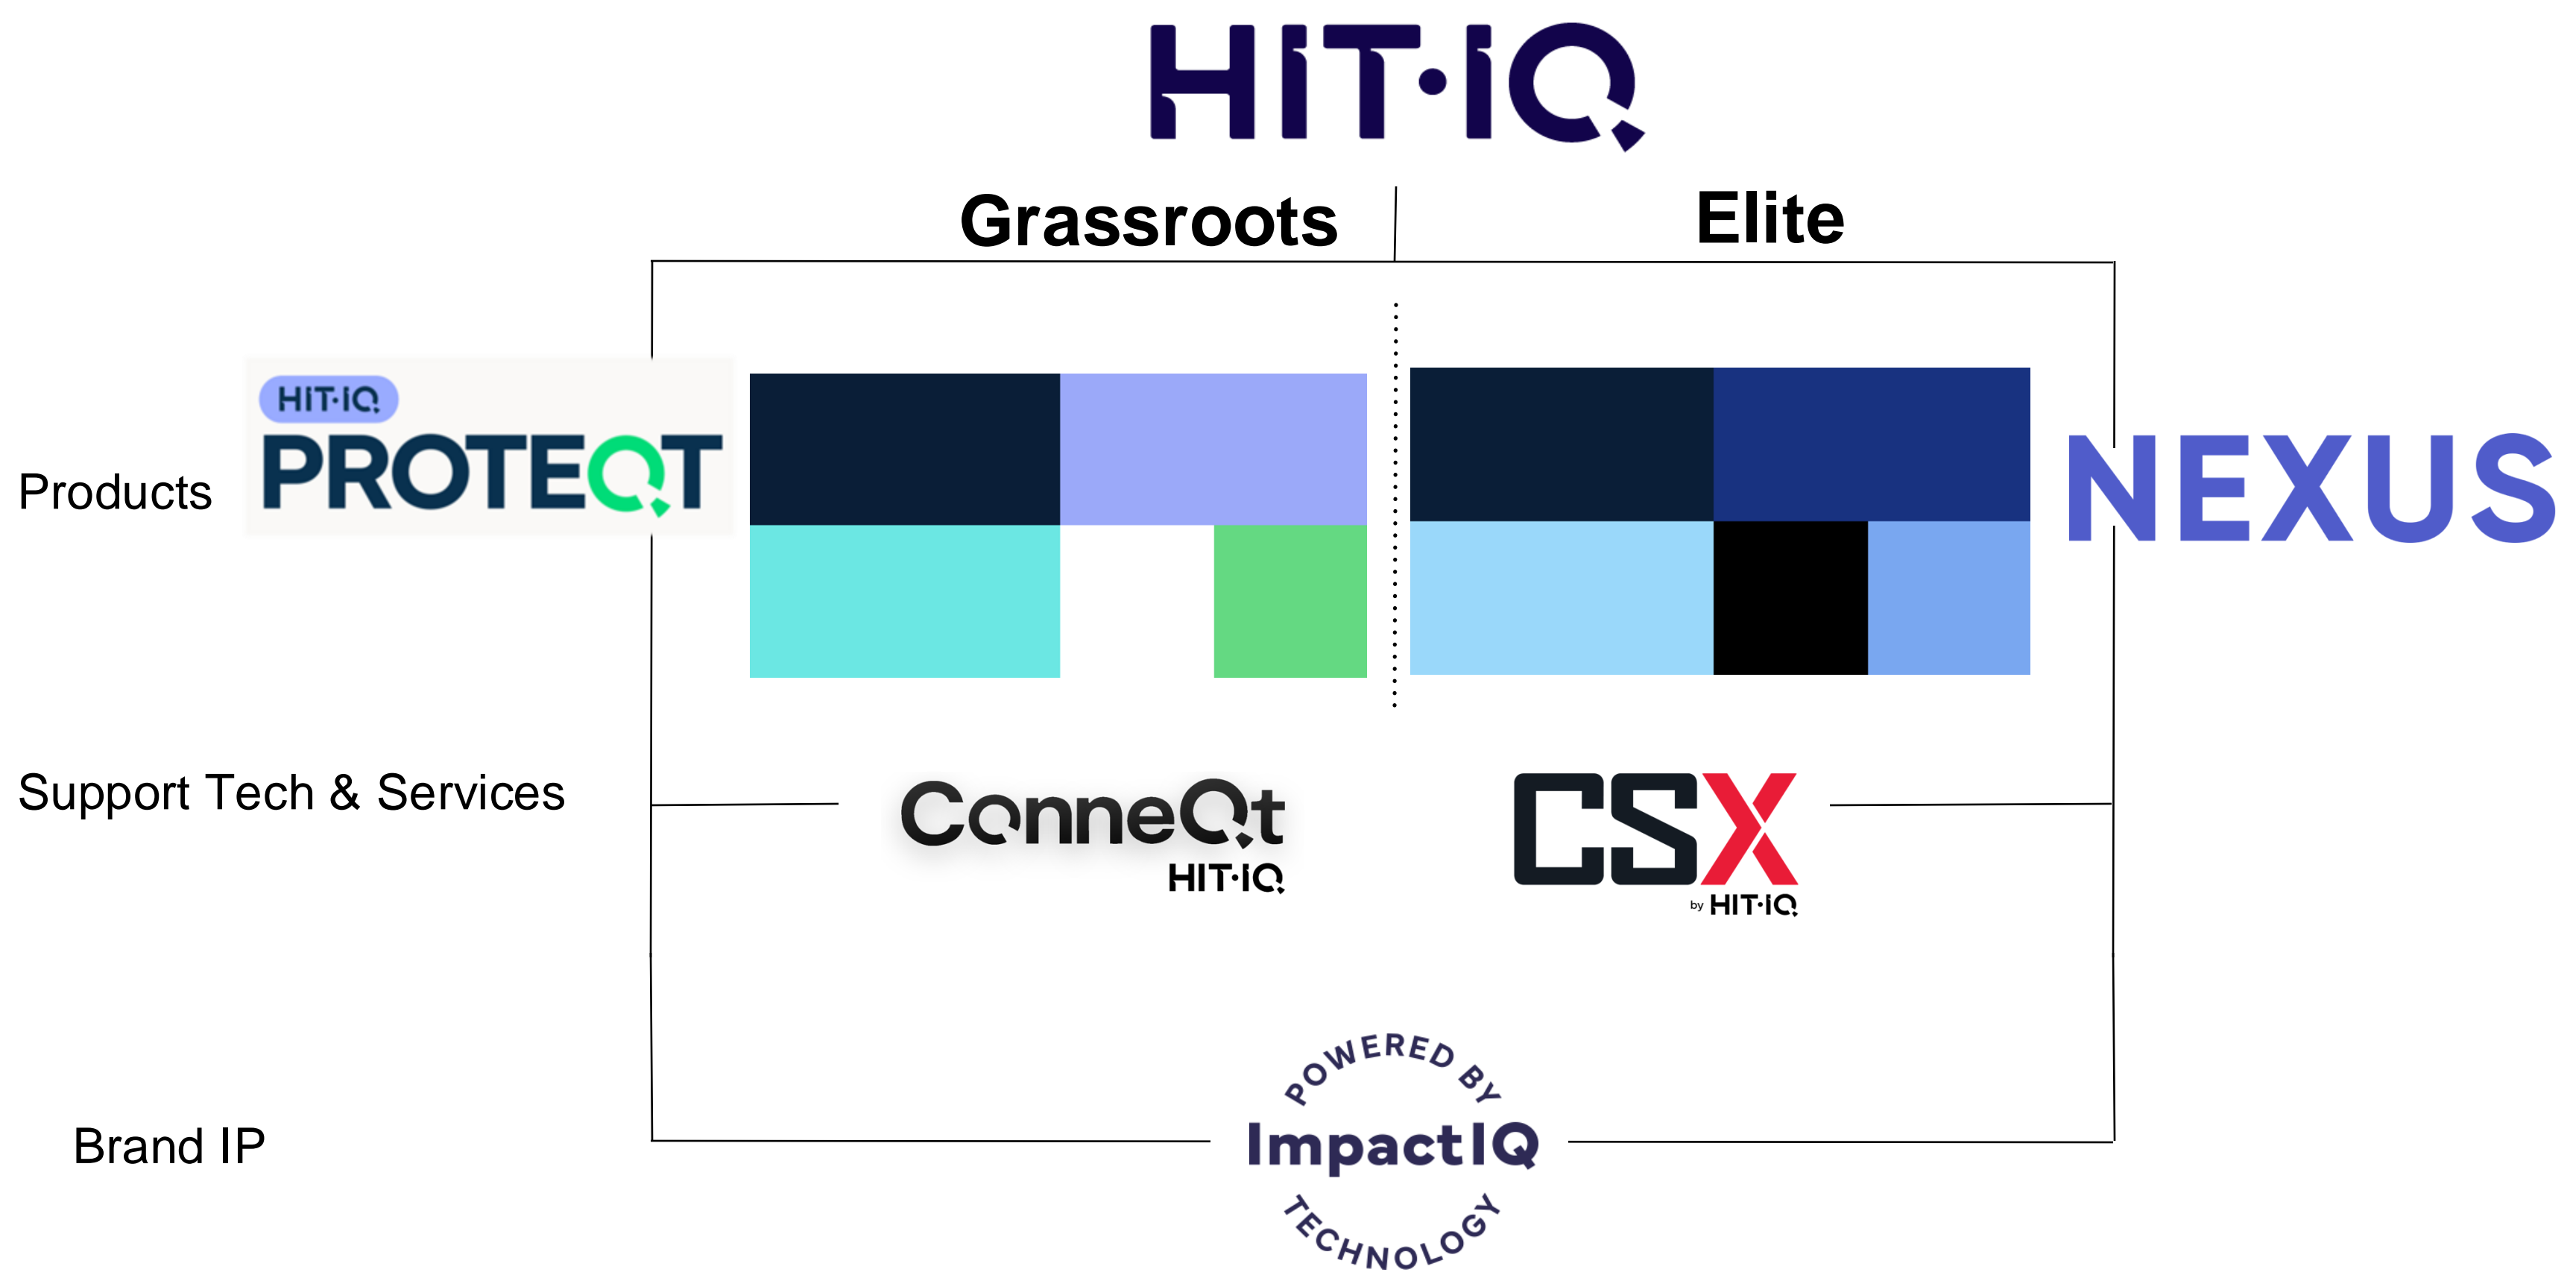 HIT·IQ
Grassroots
Elite
HIT·IQ
PROTEQT
Products
NEXUS
Support Tech & Services
ConneQt
HIT·IQ
CSX
by HIT·IQ
POWERED BY
ImpactIQ
TECHNOLOGY
Brand IP